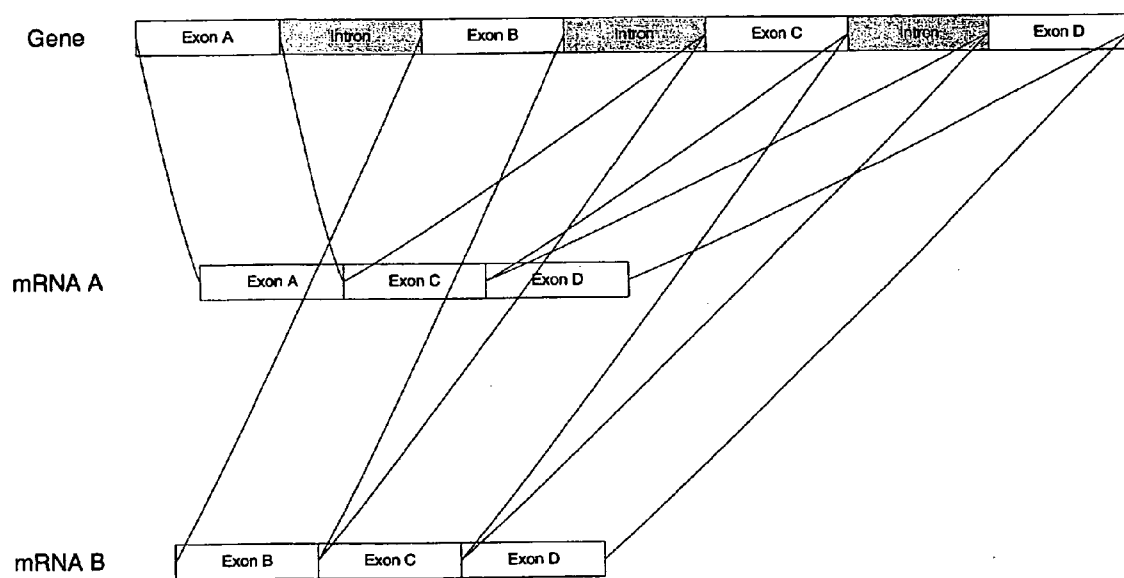 Gene Exon A Intron Exon B Intron Exon C Intron Exon D
mRNA A Exon A Exon C Exon D
mRNA B Exon B Exon C Exon D